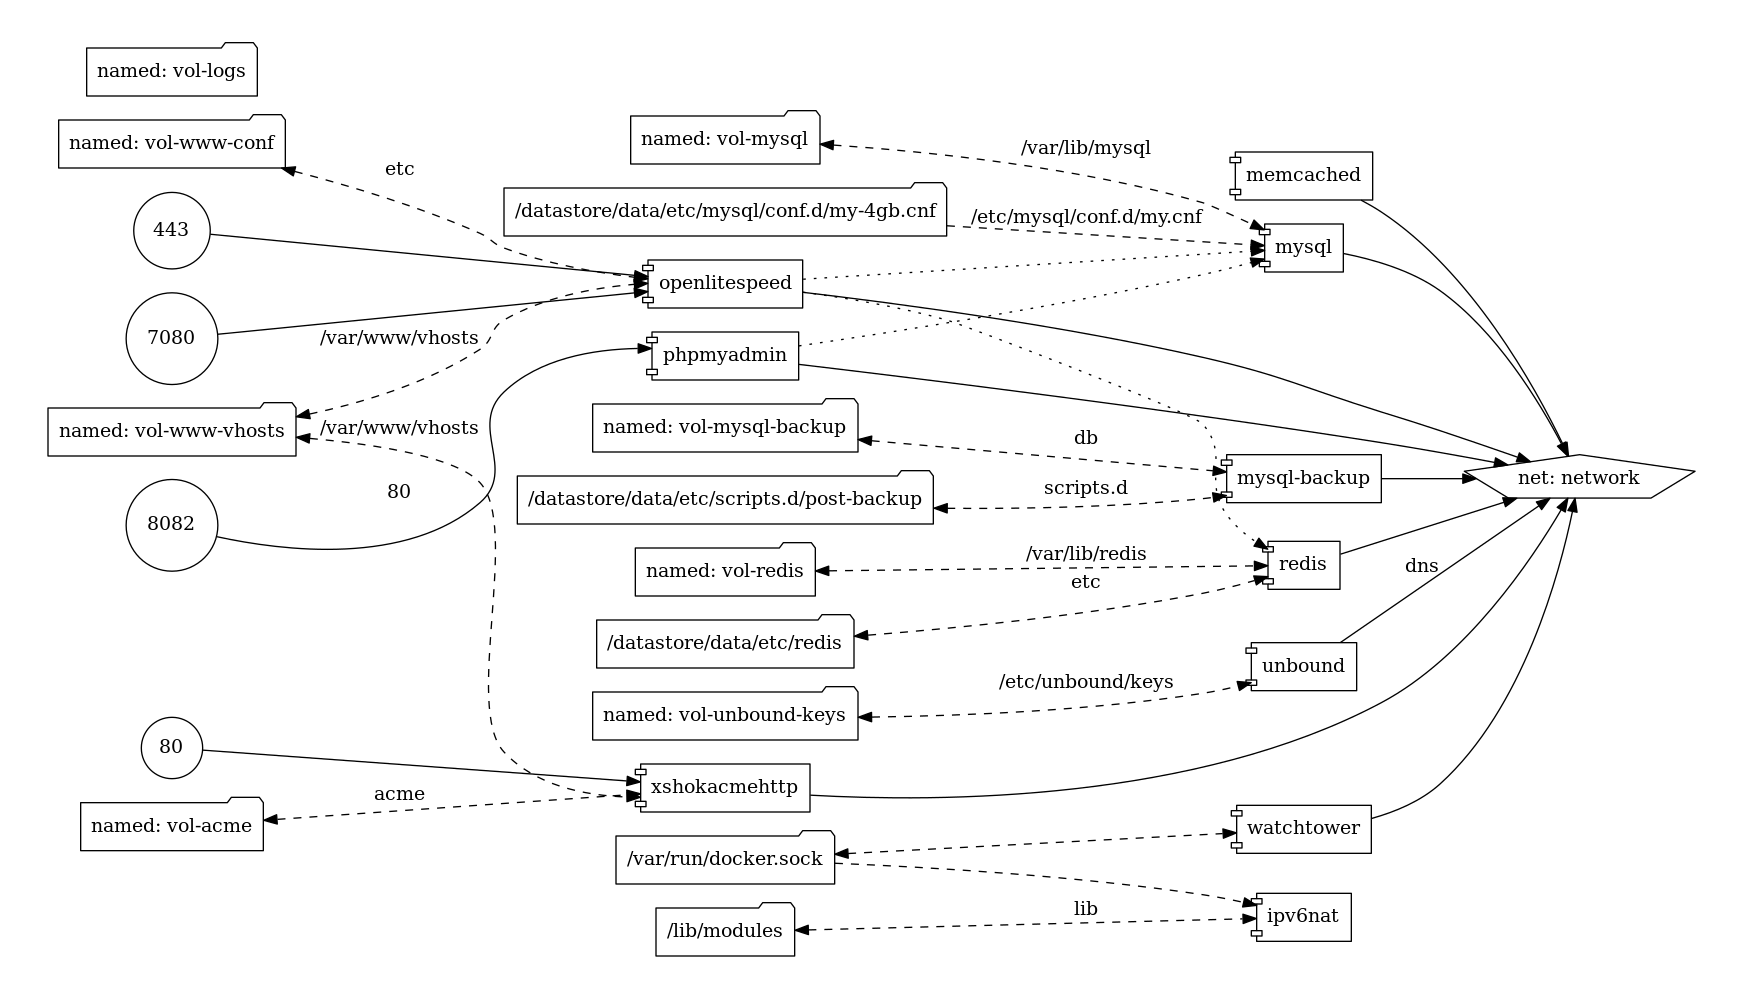 named: vol-logs
named: vol-www-conf
etc
443
7080
/var/www/vhosts
named: vol-www-vhosts
/var/www/vhosts
80
8082
80
acme
named: vol-acme
named: vol-mysql
/var/lib/mysql
/datastore/data/etc/mysql/conf.d/my-4gb.cnf
/etc/mysql/conf.d/my.cnf
openlitespeed
phpmyadmin
named: vol-mysql-backup
db
/datastore/data/etc/scripts.d/post-backup
scripts.d
named: vol-redis
/var/lib/redis
etc
/datastore/data/etc/redis
named: vol-unbound-keys
/etc/unbound/keys
xshokacmehttp
/var/run/docker.sock
/lib/modules
lib
memcached
mysql
mysql-backup
redis
dns
unbound
watchtower
ipv6nat
net: network